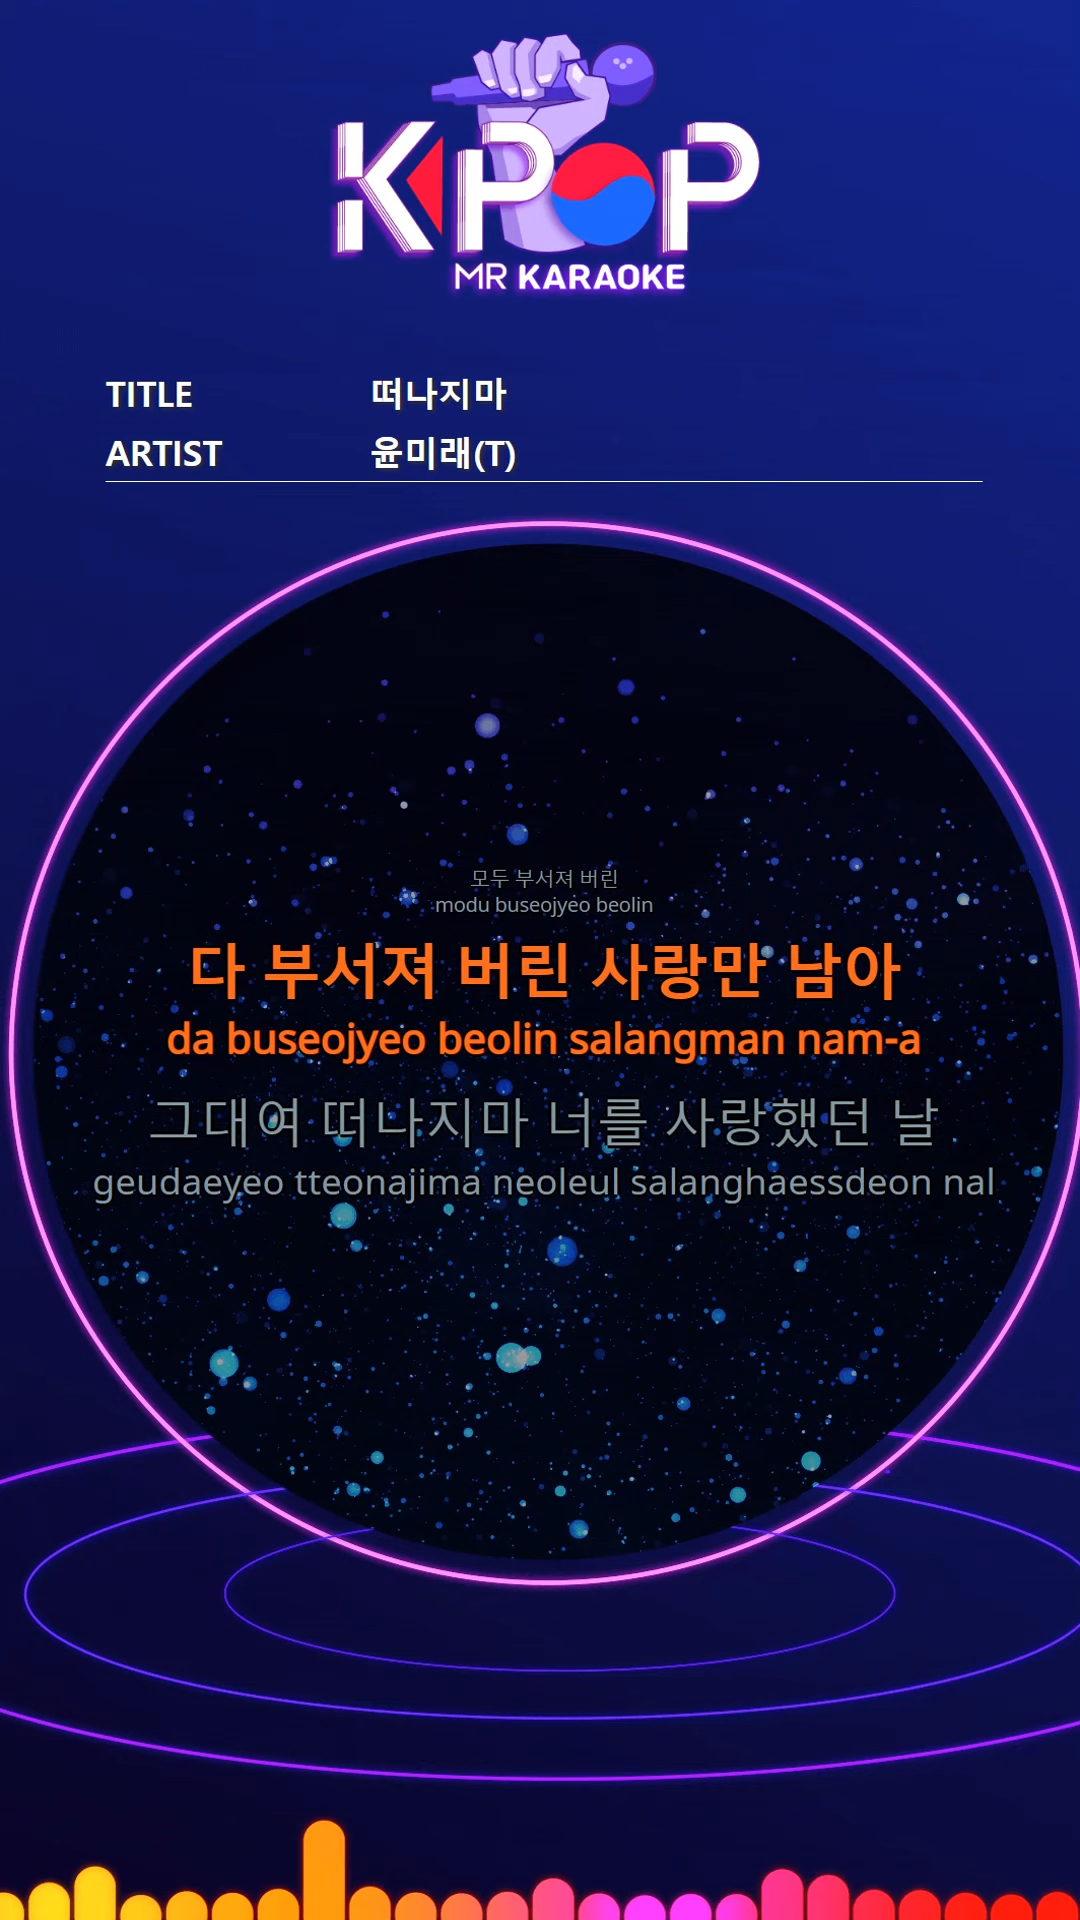 KPOP
MR KARAOKE
TITLE 떠나지마
ARTIST 윤미래(T)
모두 부서져 버린
modu buseojyeo beolin
다 부서져 버린 사랑만 남아
da buseojyeo beolin salangman nam-a
그대여 떠나지마 너를 사랑했던 날
geudaeyeo tteonajima neoleul salanghaessdeon nal